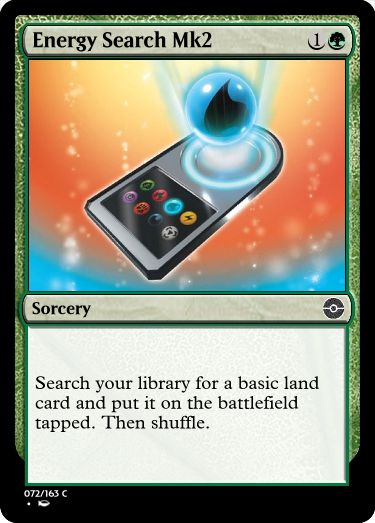 Energy Search Mk2 1
Sorcery
Search your library for a basic land
card and put it on the battlefield
tapped. Then shuffle.
072/163 C